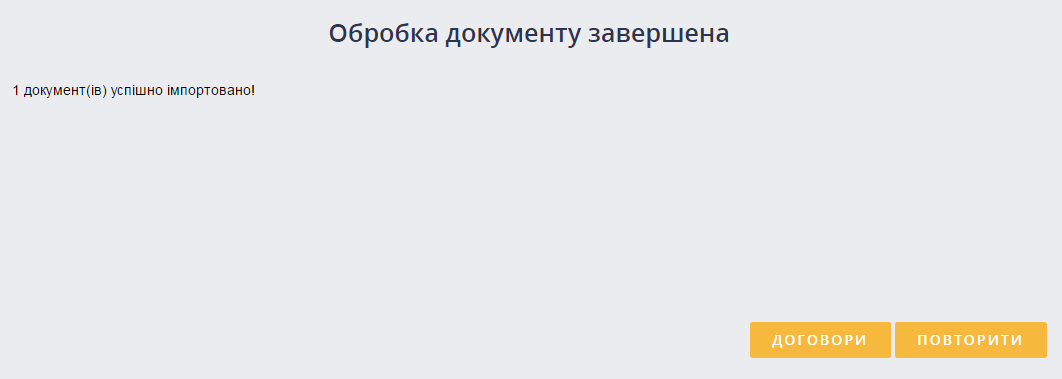 Обробка документу завершена
1 документ(ів) успішно імпортовано!
ДОГОВОРИ ПОВТОРИТИ